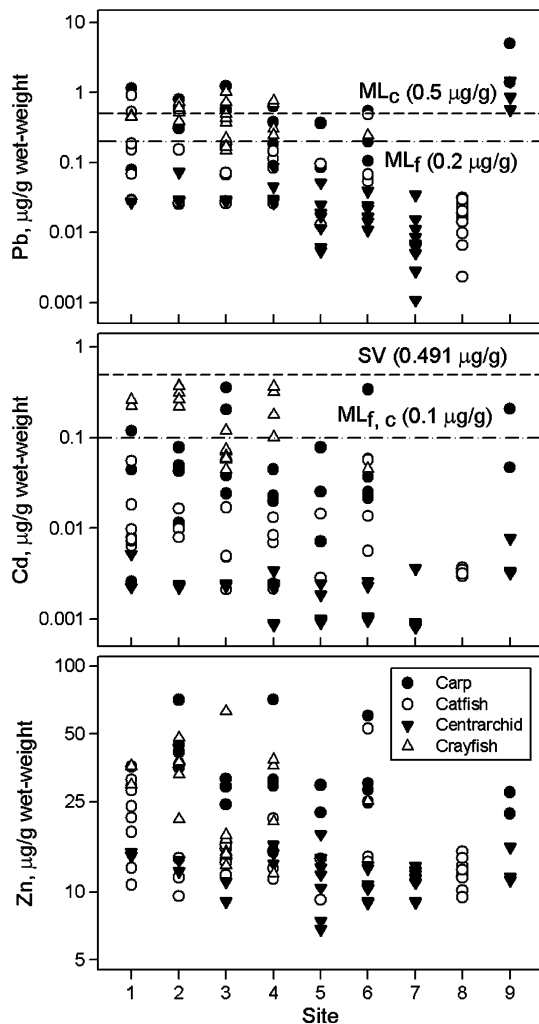 10
1
0.1
0.01
0.001
Pb, µg/g wet-weight
ML_c (0.5 µg/g)
ML_f (0.2 µg/g)
1
0.1
0.01
0.001
Cd, µg/g wet-weight
SV (0.491 µg/g)
ML_f, c (0.1 µg/g)
100
50
25
10
5
Zn, µg/g wet-weight
Carp
Catfish
Centrarchid
Crayfish
1 2 3 4 5 6 7 8 9
Site